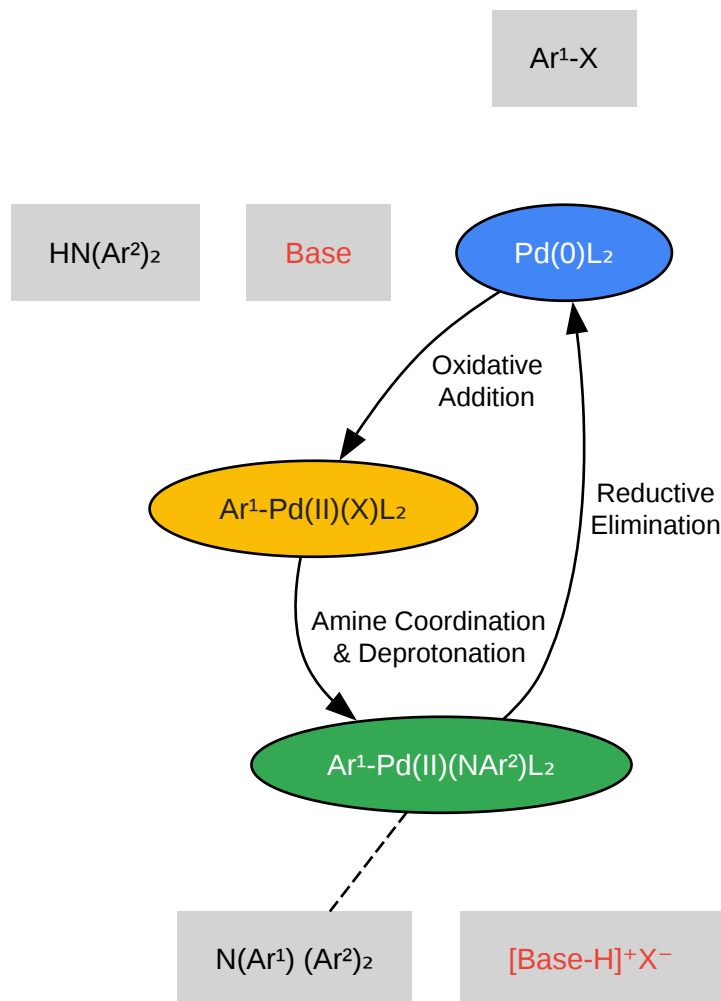 Ar¹-X
HN(Ar²)₂
Base
Pd(0)L₂
Oxidative
Addition
Ar¹-Pd(II)(X)L₂
Reductive
Elimination
Amine Coordination
& Deprotonation
Ar¹-Pd(II)(NAr²)L₂
N(Ar¹) (Ar²)₂
[Base-H]⁺X⁻